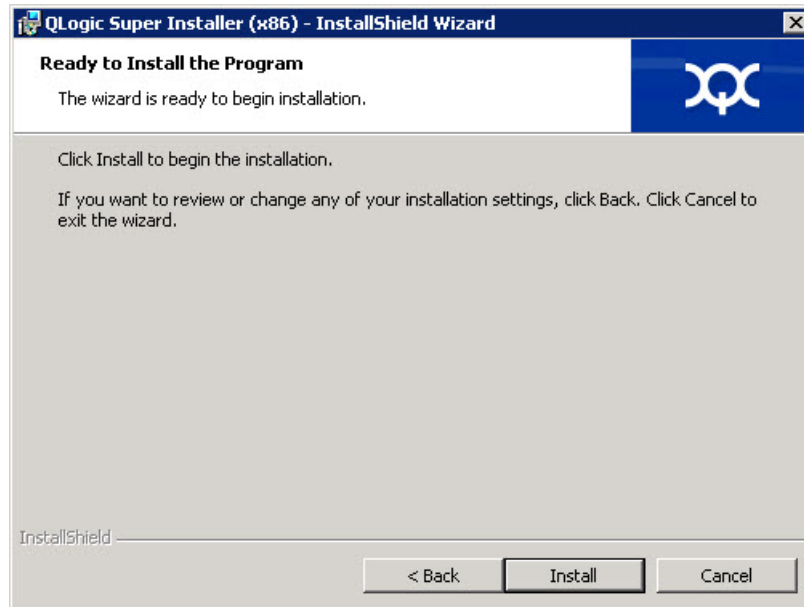 QLogic Super Installer (x86) - InstallShield Wizard
Ready to Install the Program
The wizard is ready to begin installation.
Click Install to begin the installation.
If you want to review or change any of your installation settings, click Back. Click Cancel to
exit the wizard.
InstallShield
< Back
Install
Cancel